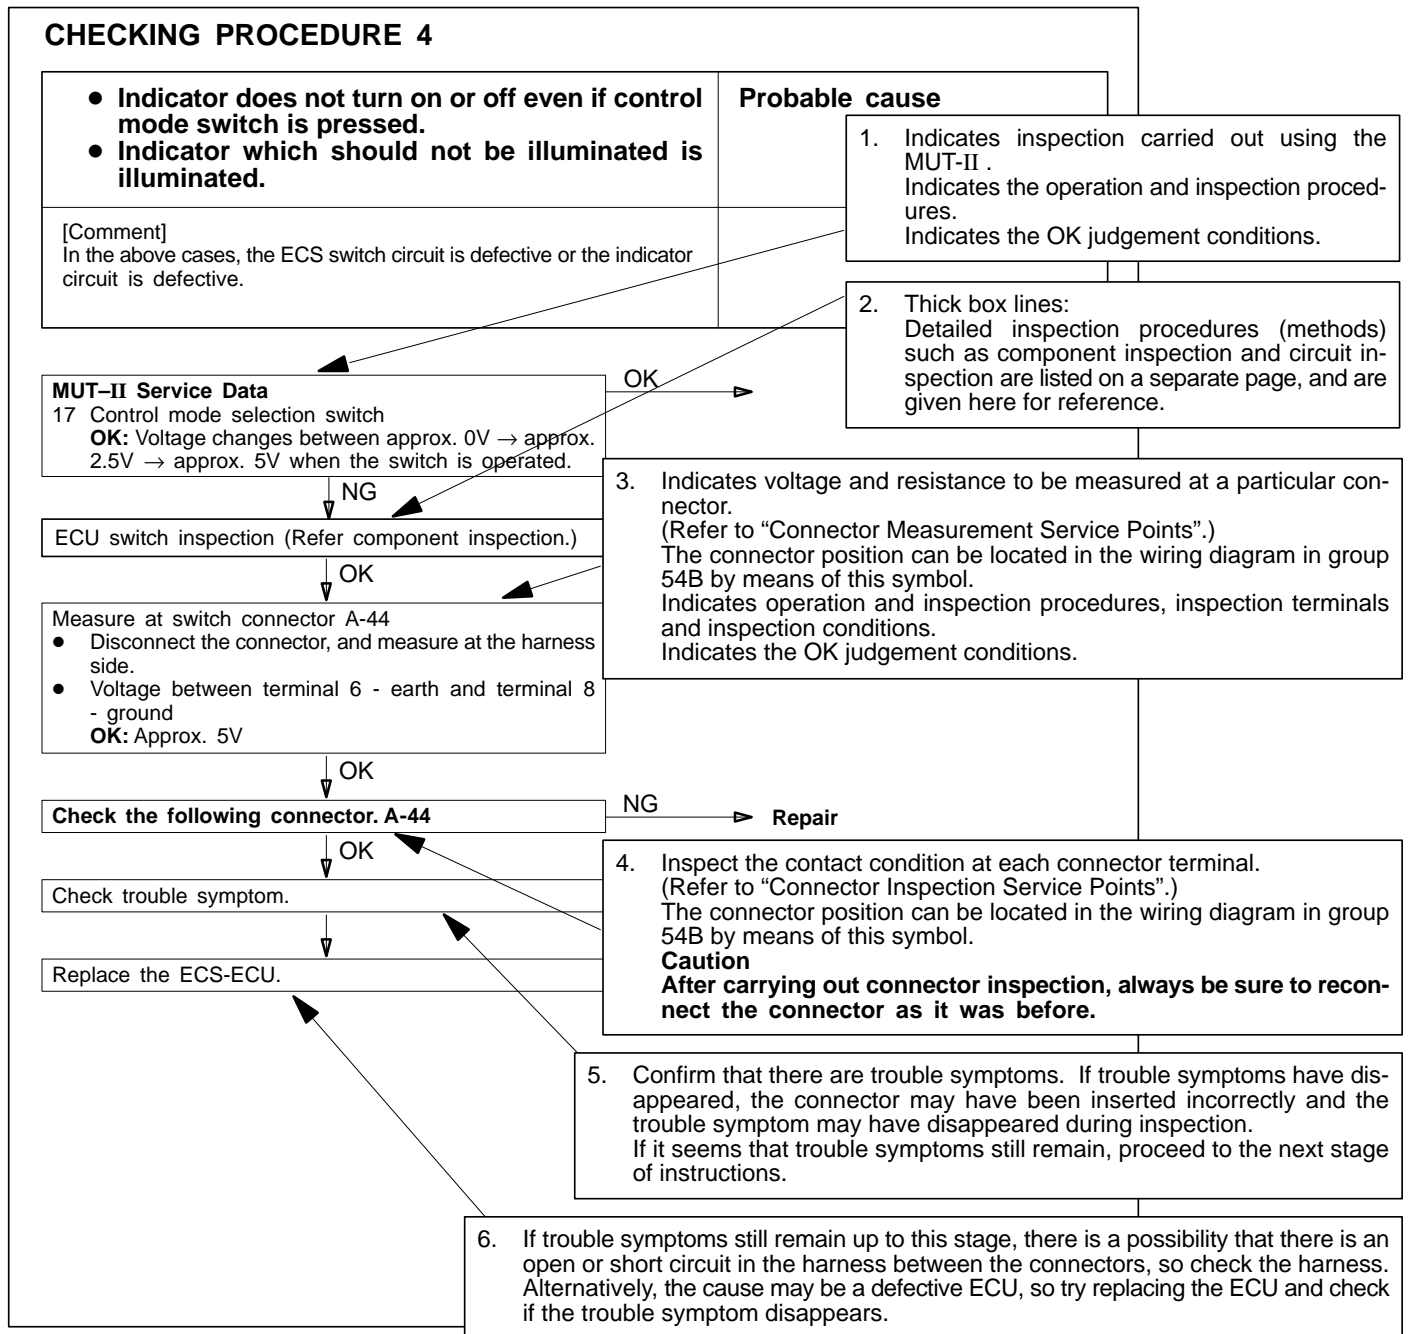 CHECKING PROCEDURE 4
● Indicator does not turn on or off even if control
mode switch is pressed.
● Indicator which should not be illuminated is
illuminated.
Probable cause
[Comment]
In the above cases, the ECS switch circuit is defective or the indicator
circuit is defective.
1. Indicates inspection carried out using the
MUT-II .
Indicates the operation and inspection proced-
ures.
Indicates the OK judgement conditions.
2. Thick box lines:
Detailed inspection procedures (methods)
such as component inspection and circuit in-
spection are listed on a separate page, and are
given here for reference.
MUT–II Service Data
17 Control mode selection switch
OK: Voltage changes between approx. 0V → approx.
2.5V → approx. 5V when the switch is operated.
OK
NG
ECU switch inspection (Refer component inspection.)
OK
3. Indicates voltage and resistance to be measured at a particular con-
nector.
(Refer to “Connector Measurement Service Points”.)
The connector position can be located in the wiring diagram in group
54B by means of this symbol.
Indicates operation and inspection procedures, inspection terminals
and inspection conditions.
Indicates the OK judgement conditions.
Measure at switch connector A-44
● Disconnect the connector, and measure at the harness
side.
● Voltage between terminal 6 - earth and terminal 8
- ground
OK: Approx. 5V
OK
Check the following connector. A-44
NG
Repair
OK
Check trouble symptom.
Replace the ECS-ECU.
4. Inspect the contact condition at each connector terminal.
(Refer to “Connector Inspection Service Points”.)
The connector position can be located in the wiring diagram in group
54B by means of this symbol.
Caution
After carrying out connector inspection, always be sure to recon-
nect the connector as it was before.
5. Confirm that there are trouble symptoms. If trouble symptoms have dis-
appeared, the connector may have been inserted incorrectly and the
trouble symptom may have disappeared during inspection.
If it seems that trouble symptoms still remain, proceed to the next stage
of instructions.
6. If trouble symptoms still remain up to this stage, there is a possibility that there is an
open or short circuit in the harness between the connectors, so check the harness.
Alternatively, the cause may be a defective ECU, so try replacing the ECU and check
if the trouble symptom disappears.